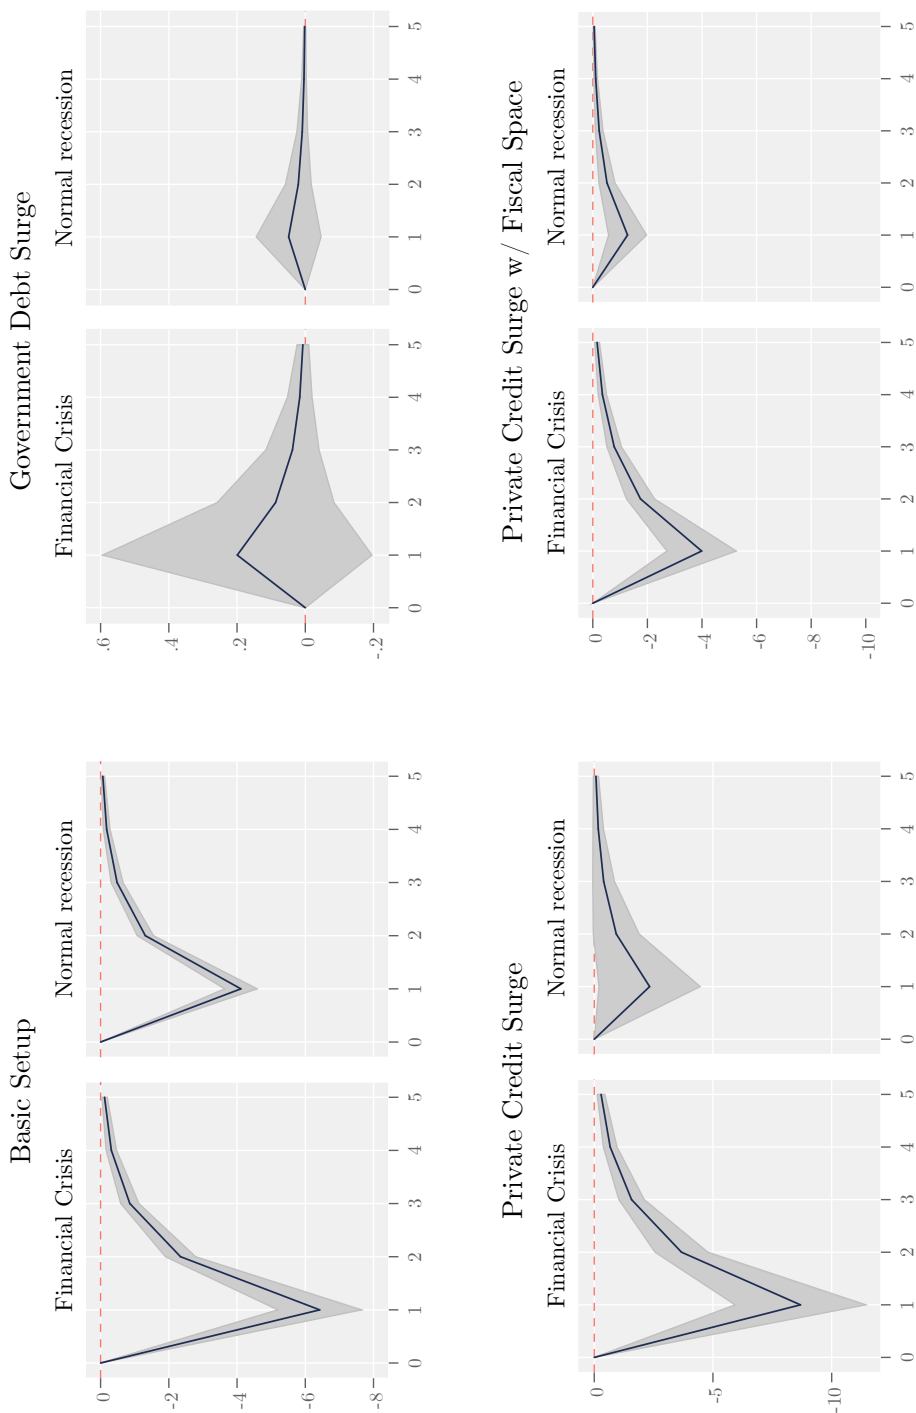 Basic Setup
Financial Crisis
Normal recession
0
-2
-4
-6
-8
0 1 2 3 4 5
0 1 2 3 4 5
Government Debt Surge
Financial Crisis
Normal recession
.6
.4
.2
0
-.2
0 1 2 3 4 5
0 1 2 3 4 5
Private Credit Surge
Financial Crisis
Normal recession
0
-5
-10
0 1 2 3 4 5
0 1 2 3 4 5
Private Credit Surge w/ Fiscal Space
Financial Crisis
Normal recession
0
-2
-4
-6
-8
-10
0 1 2 3 4 5
0 1 2 3 4 5